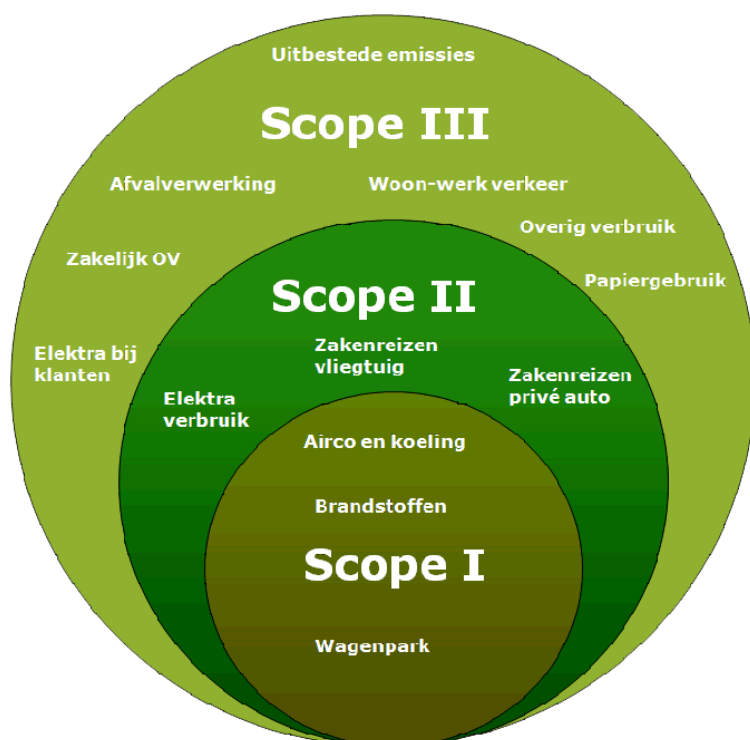 Uitbestede emissies
Scope III
Afvalverwerking
Woon-werk verkeer
Overig verbruik
Zakelijk OV
Papiergebruik
Scope II
Elektra bij
klanten
Zakenreizen
vliegtuig
Zakenreizen
privé auto
Elektra
verbruik
Airco en koeling
Brandstoffen
Scope I
Wagenpark